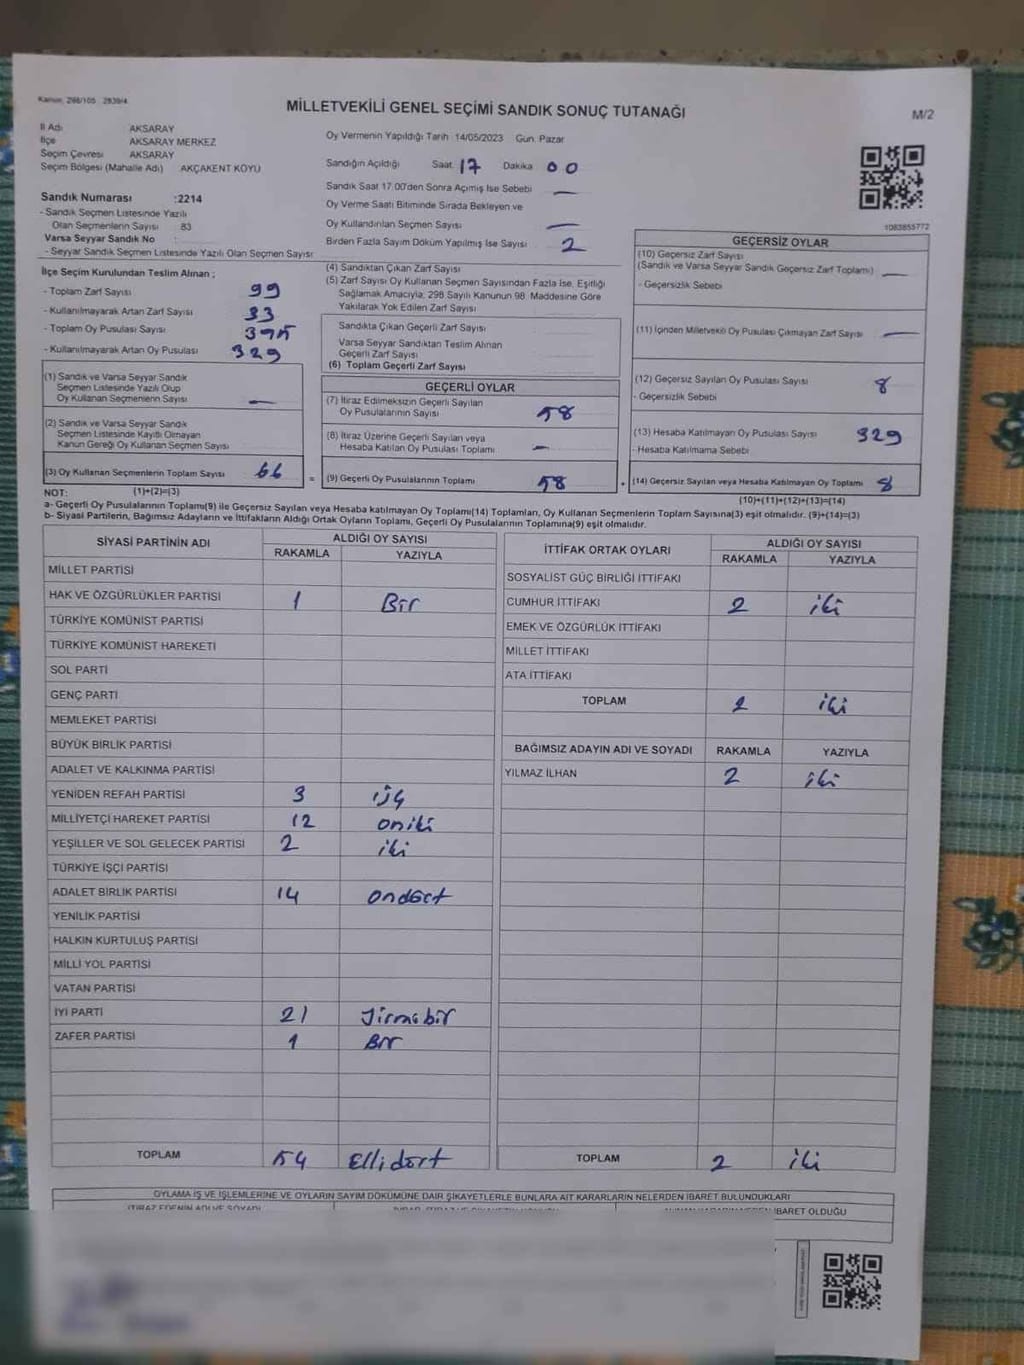 Kanun: 298/105 2839/4
MİLLETVEKİLİ GENEL SEÇİMİ SANDIK SONUÇ TUTANAĞI
M/2
İl Adı AKSARAY
İlçe AKSARAY MERKEZ
Seçim Çevresi AKSARAY
Seçim Bölgesi (Mahalle Adı) AKÇAKENT KÖYÜ
Sandık Numarası :2214
- Sandık Seçmen Listesinde Yazılı
Olan Seçmenlerin Sayısı 83
Varsa Seyyar Sandık No
- Seyyar Sandık Seçmen Listesinde Yazılı Olan Seçmen Sayısı
Oy Vermenin Yapıldığı Tarih 14/05/2023 Gün: Pazar
Sandığın Açıldığı Saat 17 Dakika 00
Sandık Saat 17.00'den Sonra Açımış İse Sebebi —
Oy Verme Saati Bitiminde Sırada Bekleyen ve
Oy Kullandırılan Seçmen Sayısı —
Birden Fazla Sayım Döküm Yapılmış İse Sayısı 2
1083855772
İlçe Seçim Kurulundan Teslim Alınan ;
- Toplam Zarf Sayısı 99
- Kullanılmayarak Artan Zarf Sayısı 33
- Toplam Oy Pusulası Sayısı 395
- Kullanılmayarak Artan Oy Pusulası 329
(1) Sandık ve Varsa Seyyar Sandık
Seçmen Listesinde Yazılı Olup
Oy Kullanan Seçmenlerin Sayısı —
(2) Sandık ve Varsa Seyyar Sandık
Seçmen Listesinde Kayıtlı Olmayan
Kanun Gereği Oy Kullanan Seçmen Sayısı
(3) Oy Kullanan Seçmenlerin Toplam Sayısı 66
(4) Sandıktan Çıkan Zarf Sayısı
(5) Zarf Sayısı Oy Kullanan Seçmen Sayısından Fazla İse, Eşitliği
Sağlamak Amacıyla, 298 Sayılı Kanunun 98. Maddesine Göre
Yakılarak Yok Edilen Zarf Sayısı
Sandıkta Çıkan Geçerli Zarf Sayısı
Varsa Seyyar Sandıktan Teslim Alınan
Geçerli Zarf Sayısı
(6) Toplam Geçerli Zarf Sayısı
GEÇERLİ OYLAR
(7) İtiraz Edilmeksizin Geçerli Sayılan
Oy Pusulalarının Sayısı 58
(8) İtiraz Üzerine Geçerli Sayılan veya
Hesaba Katılan Oy Pusulası Toplamı —
= (9) Geçerli Oy Pusulalarının Toplamı 58
GEÇERSİZ OYLAR
(10) Geçersiz Zarf Sayısı
(Sandık ve Varsa Seyyar Sandık Geçersiz Zarf Toplamı) —
- Geçersizlik Sebebi
(11) İçinden Milletvekili Oy Pusulası Çıkmayan Zarf Sayısı —
(12) Geçersiz Sayılan Oy Pusulası Sayısı 8
- Geçersizlik Sebebi
(13) Hesaba Katılmayan Oy Pusulası Sayısı 329
- Hesaba Katılmama Sebebi
(14) Geçersiz Sayılan veya Hesaba Katılmayan Oy Toplamı 8
NOT: (1)+(2)=(3)
(10)+(11)+(12)+(13)=(14)
a- Geçerli Oy Pusulalarının Toplamı(9) ile Geçersiz Sayılan veya Hesaba katılmayan Oy Toplamı(14) Toplamları, Oy Kullanan Seçmenlerin Toplam Sayısına(3) eşit olmalıdır. (9)+(14)=(3)
b- Siyasi Partilerin, Bağımsız Adayların ve İttifakların Aldığı Ortak Oyların Toplamı, Geçerli Oy Pusulalarının Toplamına(9) eşit olmalıdır.
SİYASİ PARTİNİN ADI ALDIĞI OY SAYISI
RAKAMLA YAZIYLA
MİLLET PARTİSİ
HAK VE ÖZGÜRLÜKLER PARTİSİ 1 Bir
TÜRKİYE KOMÜNİST PARTİSİ
TÜRKİYE KOMÜNİST HAREKETİ
SOL PARTİ
GENÇ PARTİ
MEMLEKET PARTİSİ
BÜYÜK BİRLİK PARTİSİ
ADALET VE KALKINMA PARTİSİ
YENİDEN REFAH PARTİSİ 3 üç
MİLLİYETÇİ HAREKET PARTİSİ 12 oniki
YEŞİLLER VE SOL GELECEK PARTİSİ 2 iki
TÜRKİYE İŞÇİ PARTİSİ
ADALET BİRLİK PARTİSİ 14 ondört
YENİLİK PARTİSİ
HALKIN KURTULUŞ PARTİSİ
MİLLİ YOL PARTİSİ
VATAN PARTİSİ
İYİ PARTİ 21 Yirmibir
ZAFER PARTİSİ 1 Bir
TOPLAM 54 Ellidört
İTTİFAK ORTAK OYLARI ALDIĞI OY SAYISI
RAKAMLA YAZIYLA
SOSYALİST GÜÇ BİRLİĞİ İTTİFAKI
CUMHUR İTTİFAKI 2 iki
EMEK VE ÖZGÜRLÜK İTTİFAKI
MİLLET İTTİFAKI
ATA İTTİFAKI
TOPLAM 2 iki
BAĞIMSIZ ADAYIN ADI VE SOYADI RAKAMLA YAZIYLA
YILMAZ İLHAN 2 iki
TOPLAM 2 iki
OYLAMA İŞ VE İŞLEMLERİNE VE OYLARIN SAYIM DÖKÜMÜNE DAİR ŞİKAYETLERLE BUNLARA AİT KARARLARIN NELERDEN İBARET BULUNDUKLARI
İTİRAZ EDENİN ADI VE SOYADI
İBARET OLDUĞU